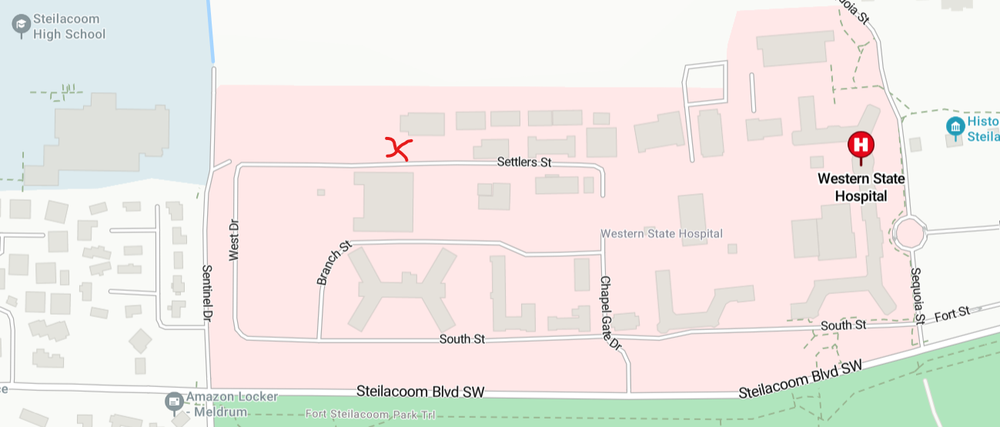 Steilacoom
High School
Settlers St
West Dr
Branch St
Sentinel Dr
South St
Chapel Gate Dr
Western State Hospital
H
Western State
Hospital
Histo
Steila
Sequoia St
South St
Fort St
Steilacoom Blvd SW
Steilacoom Blvd SW
Amazon Locker
- Meldrum
Fort Steilacoom Park Trl